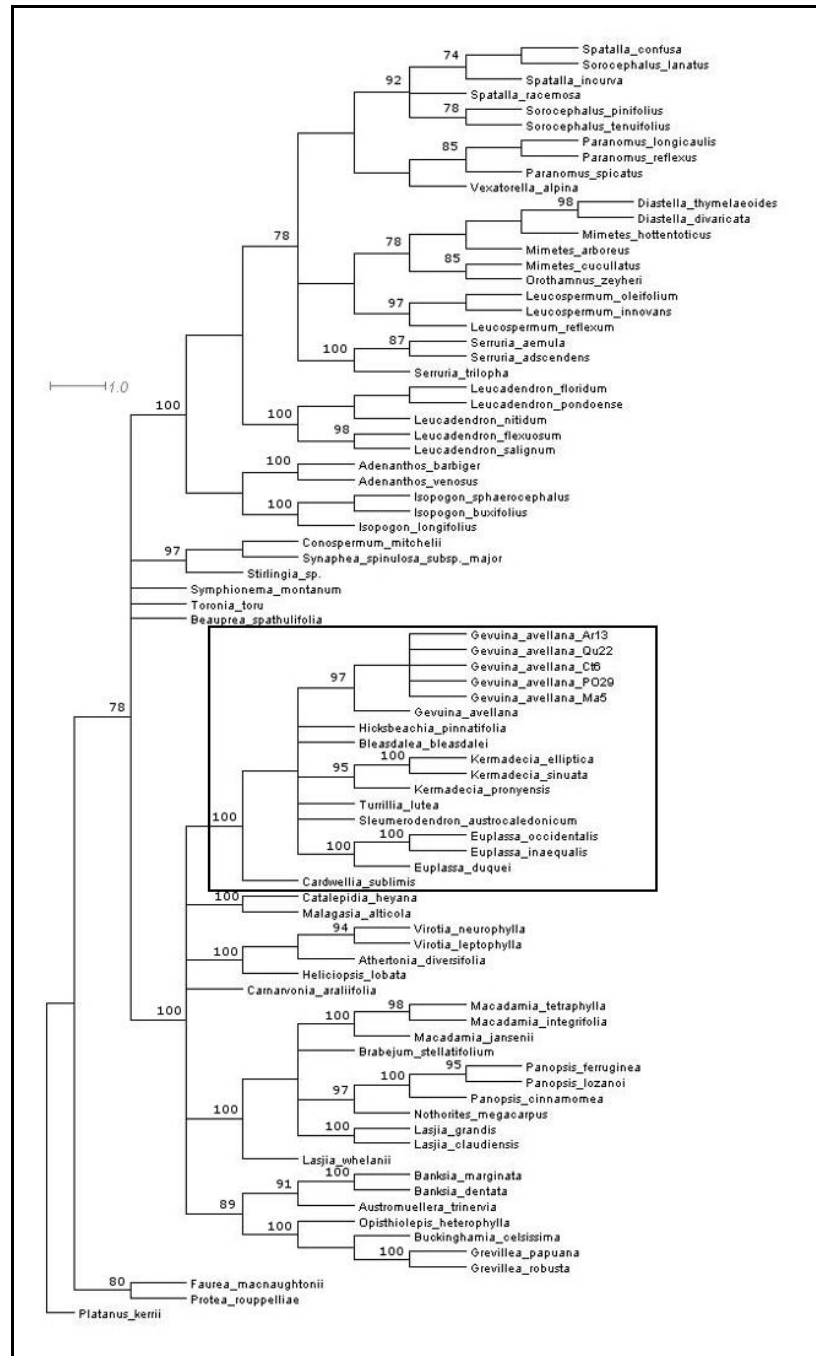 74
Spatalla_confusa
Sorocephalus_lanatus
92
Spatalla_incurva
Spatalla_racemosa
78
Sorocephalus_pinifolius
Sorocephalus_tenuifolius
85
Paranomus_longicaulis
Paranomus_reflexus
Paranomus_spicatus
Vexatorella_alpina
98
Diastella_thymelaeoides
Diastella_divaricata
78
78
Mimetes_hottentoticus
Mimetes_arboreus
85
Mimetes_cucullatus
Orothamnus_zeyheri
97
Leucospermum_oleifolium
Leucospermum_innovans
Leucospermum_reflexum
87
Serruria_aemula
100
Serruria_adscendens
Serruria_trilopha
1.0
Leucadendron_floridum
100
Leucadendron_pondoense
100
Leucadendron_nitidum
98
Leucadendron_flexuosum
Leucadendron_salignum
100
Adenanthos_barbiger
Adenanthos_venosus
100
Isopogon_sphaerocephalus
Isopogon_buxifolius
Isopogon_longifolius
97
Conospermum_mitchelii
Synaphea_spinulosa_subsp._major
Stirlingia_sp.
Symphionema_montanum
Toronia_toru
Beauprea_spathulifolia
Gevuina_avellana_Ar13
Gevuina_avellana_Qu22
97
Gevuina_avellana_Ct6
Gevuina_avellana_PO29
Gevuina_avellana_Ma5
78
Gevuina_avellana
Hicksbeachia_pinnatifolia
Bleasdalea_bleasdalei
100
Kermadecia_elliptica
95
Kermadecia_sinuata
Kermadecia_pronyensis
Turrillia_lutea
100
Sleumerodendron_austrocaledonicum
100
Euplassa_occidentalis
100
Euplassa_inaequalis
Euplassa_duquei
Cardwellia_sublimis
100
Catalepidia_heyana
Malagasia_alticola
94
Virotia_neurophylla
100
Virotia_leptophylla
Athertonia_diversifolia
Heliciopsis_lobata
Carnarvonia_araliifolia
100
98
Macadamia_tetraphylla
100
Macadamia_integrifolia
Macadamia_jansenii
Brabejum_stellatifolium
95
Panopsis_ferruginea
100
Panopsis_lozanoi
97
Panopsis_cinnamomea
100
Nothorites_megacarpus
100
Lasjia_grandis
Lasjia_claudiensis
Lasjia_whelanii
100
Banksia_marginata
91
Banksia_dentata
89
Austromuellera_trinervia
100
Opisthiolepis_heterophylla
Buckinghamia_celsissima
100
Grevillea_papuana
Grevillea_robusta
80
Faurea_macnaughtonii
Protea_rouppelliae
Platanus_kerrii